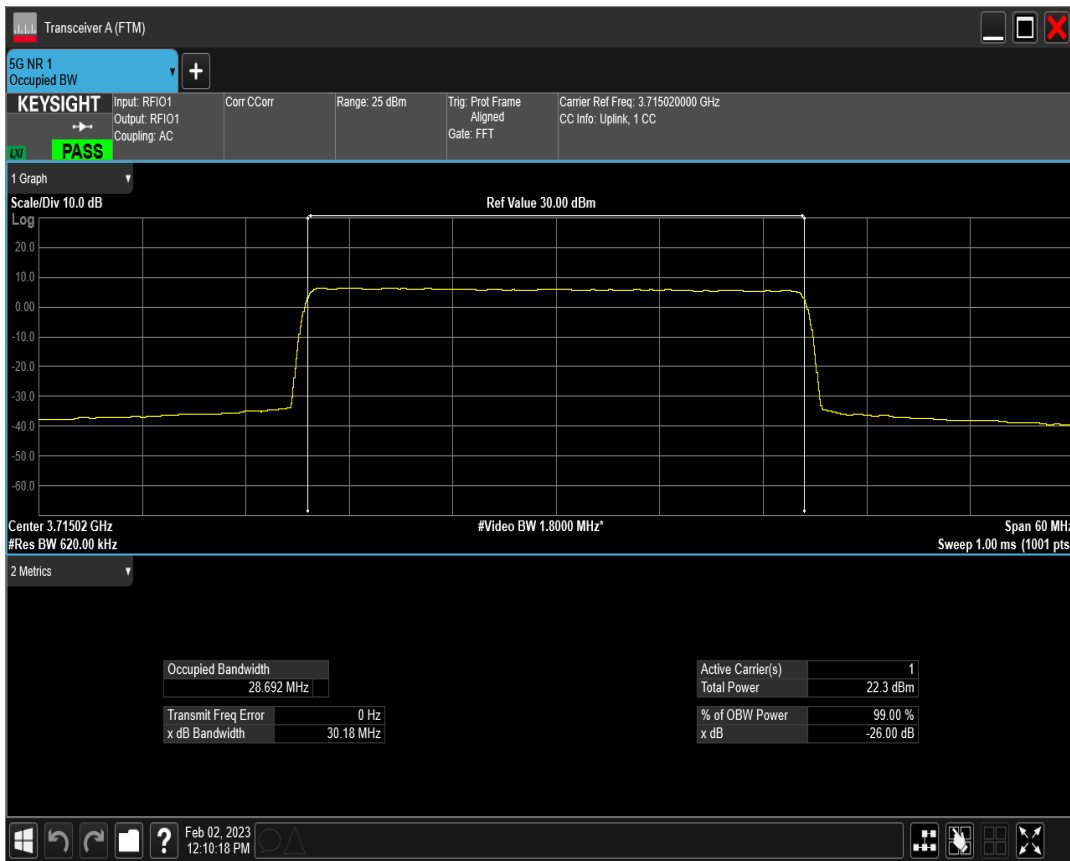 Transceiver A (FTM)
5G NR 1
Occupied BW
+
KEYSIGHT
LXI
PASS
Input: RFIO1
Output: RFIO1
Coupling: AC
Corr CCorr
Range: 25 dBm
Trig: Prot Frame
Aligned
Gate: FFT
Carrier Ref Freq: 3.715020000 GHz
CC Info: Uplink, 1 CC
1 Graph
Scale/Div 10.0 dB
Ref Value 30.00 dBm
Log
20.0
10.0
0.00
-10.0
-20.0
-30.0
-40.0
-50.0
-60.0
Center 3.71502 GHz
#Video BW 1.8000 MHz*
Span 60 MHz
#Res BW 620.00 kHz
Sweep 1.00 ms (1001 pts
2 Metrics
Occupied Bandwidth
28.692 MHz
Transmit Freq Error 0 Hz
x dB Bandwidth 30.18 MHz
Active Carrier(s) 1
Total Power 22.3 dBm
% of OBW Power 99.00 %
x dB -26.00 dB
?
Feb 02, 2023
12:10:18 PM